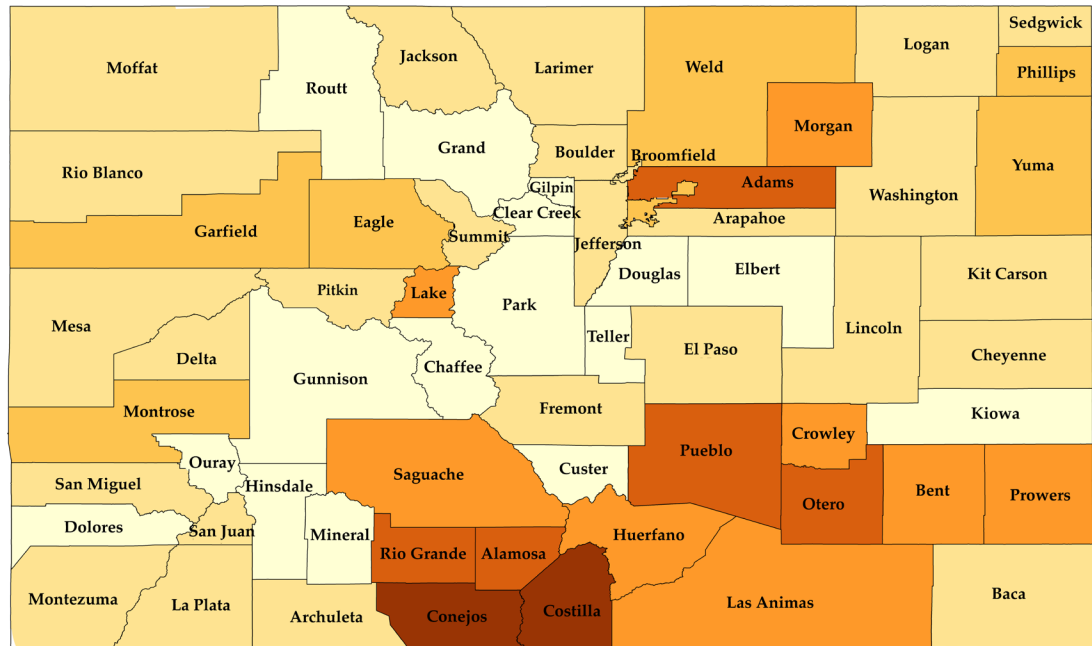 Sedgwick
Logan
Jackson
Moffat
Larimer
Weld
Phillips
Routt
Morgan
Grand
Boulder
Broomfield
Yuma
Rio Blanco
Adams
Gilpin
Washington
Clear Creek
Arapahoe
Eagle
Garfield
Summit
Jefferson
Douglas
Elbert
Kit Carson
Pitkin
Lake
Park
Mesa
Lincoln
Teller
El Paso
Cheyenne
Delta
Chaffee
Gunnison
Fremont
Montrose
Kiowa
Crowley
Pueblo
Ouray
Custer
Saguache
San Miguel
Hinsdale
Bent
Prowers
Otero
Dolores
San Juan
Mineral
Huerfano
Rio Grande
Alamosa
Baca
Montezuma
La Plata
Las Animas
Archuleta
Conejos
Costilla